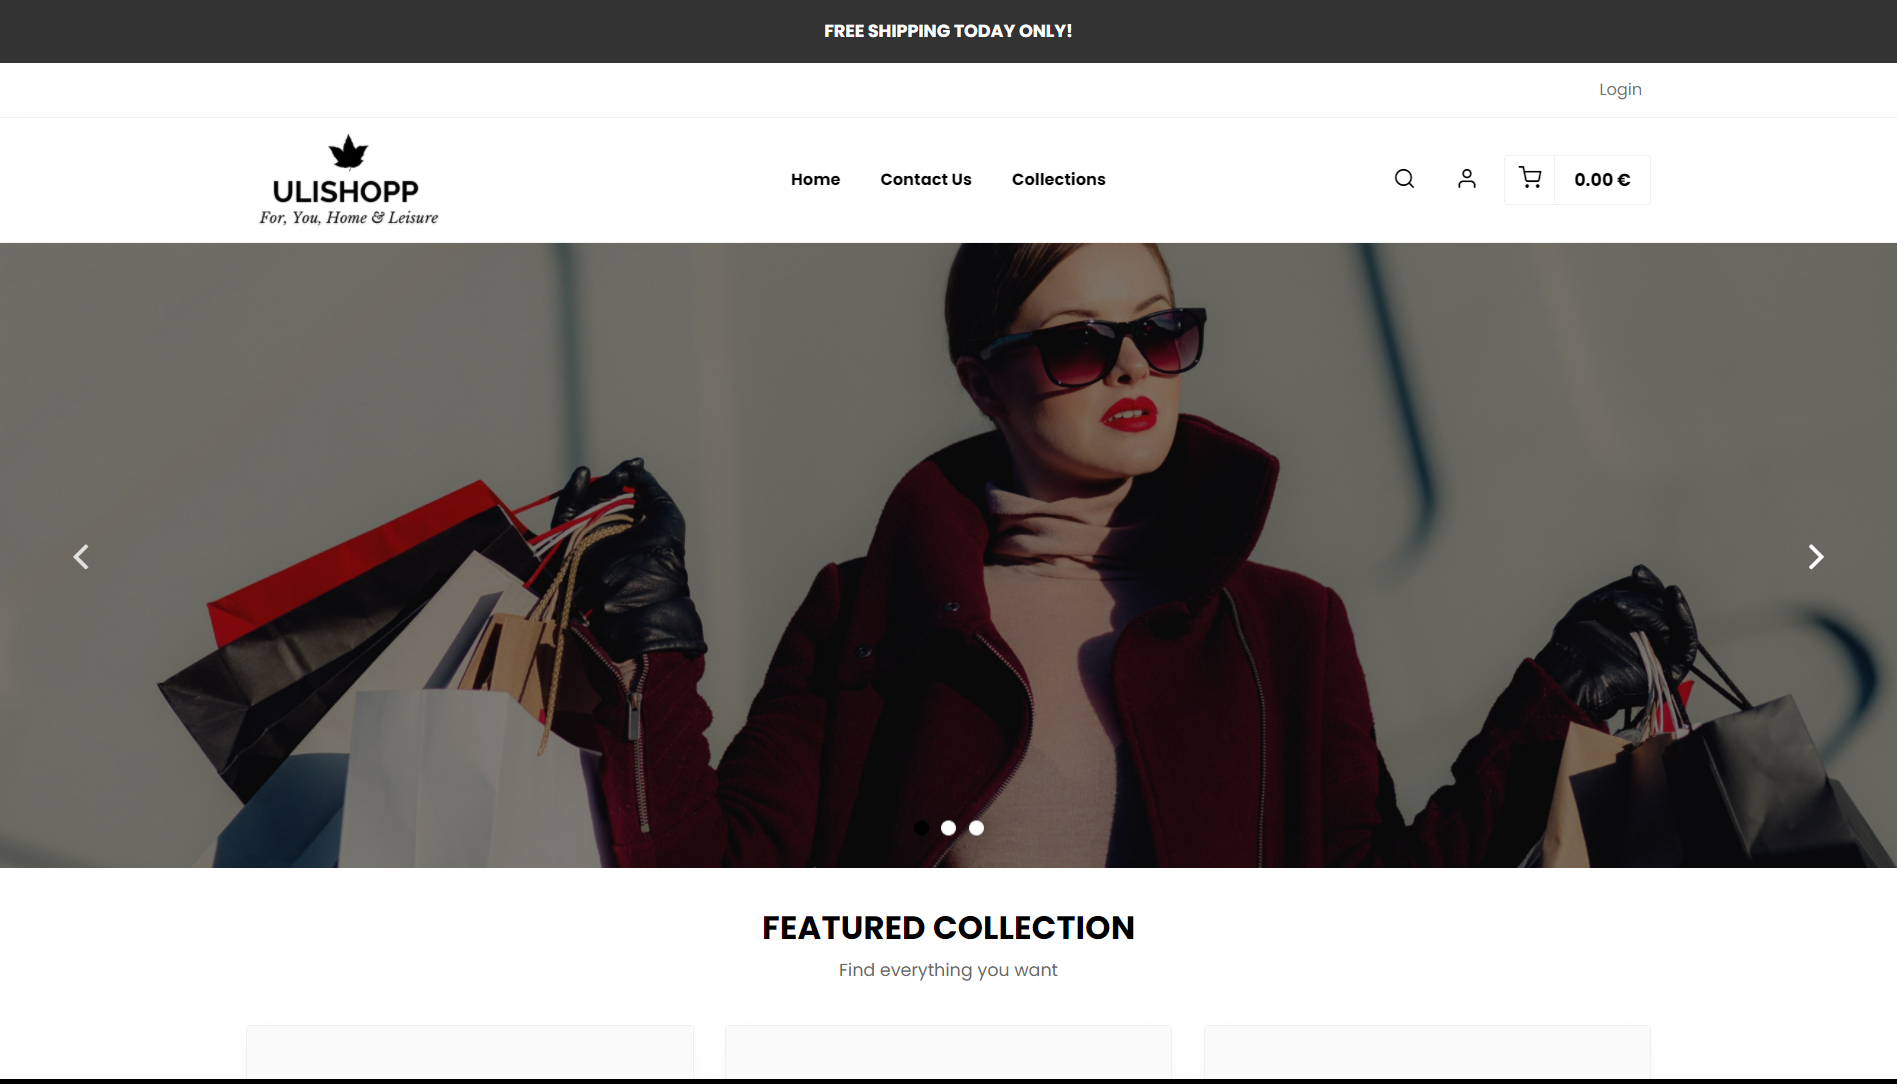 FREE SHIPPING TODAY ONLY!
Login
ULISHOPP
For, You, Home & Leisure
Home
Contact Us
Collections
0.00 €
FEATURED COLLECTION
Find everything you want